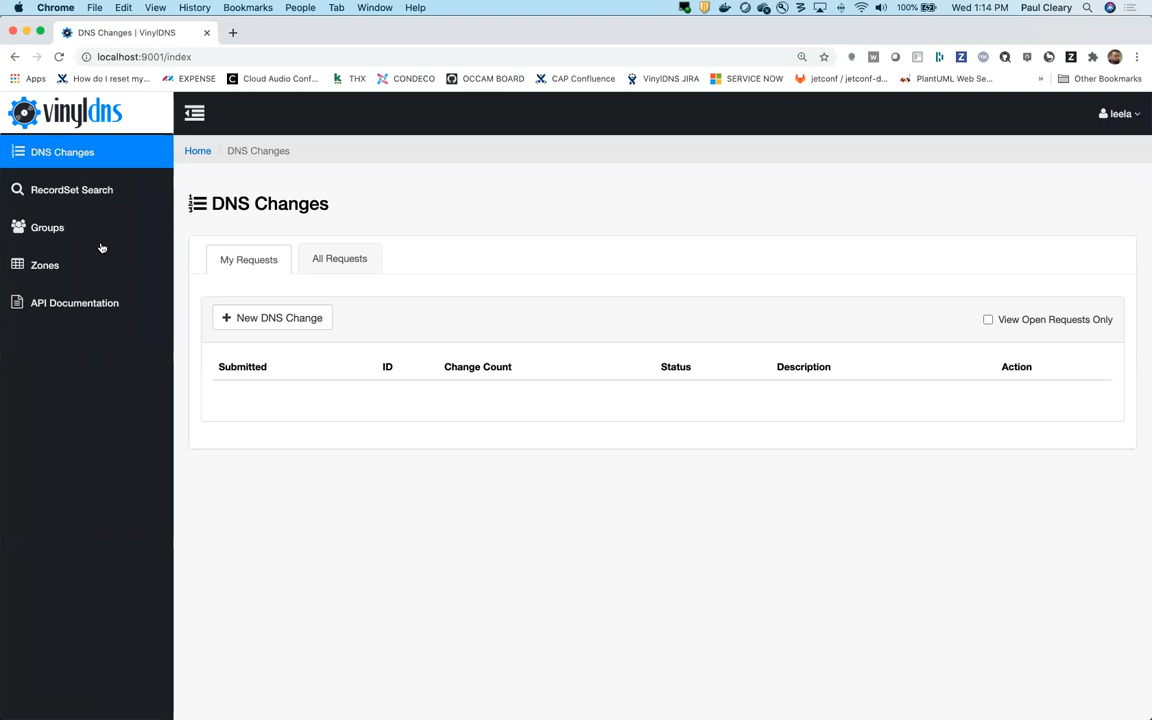 Chrome File Edit View History Bookmarks People Tab Window Help 100% Wed 1:14 PM Paul Cleary
DNS Changes | VinylDNS
localhost:9001/index
Apps How do I reset my... EXPENSE Cloud Audio Conf... THX CONDECO OCCAM BOARD CAP Confluence VinylDNS JIRA SERVICE NOW jetconf / jetconf-d... PlantUML Web Se... » Other Bookmarks
vinyldns
leela
DNS Changes
Home DNS Changes
RecordSet Search
DNS Changes
Groups
My Requests All Requests
Zones
API Documentation
New DNS Change View Open Requests Only
Submitted ID Change Count Status Description Action